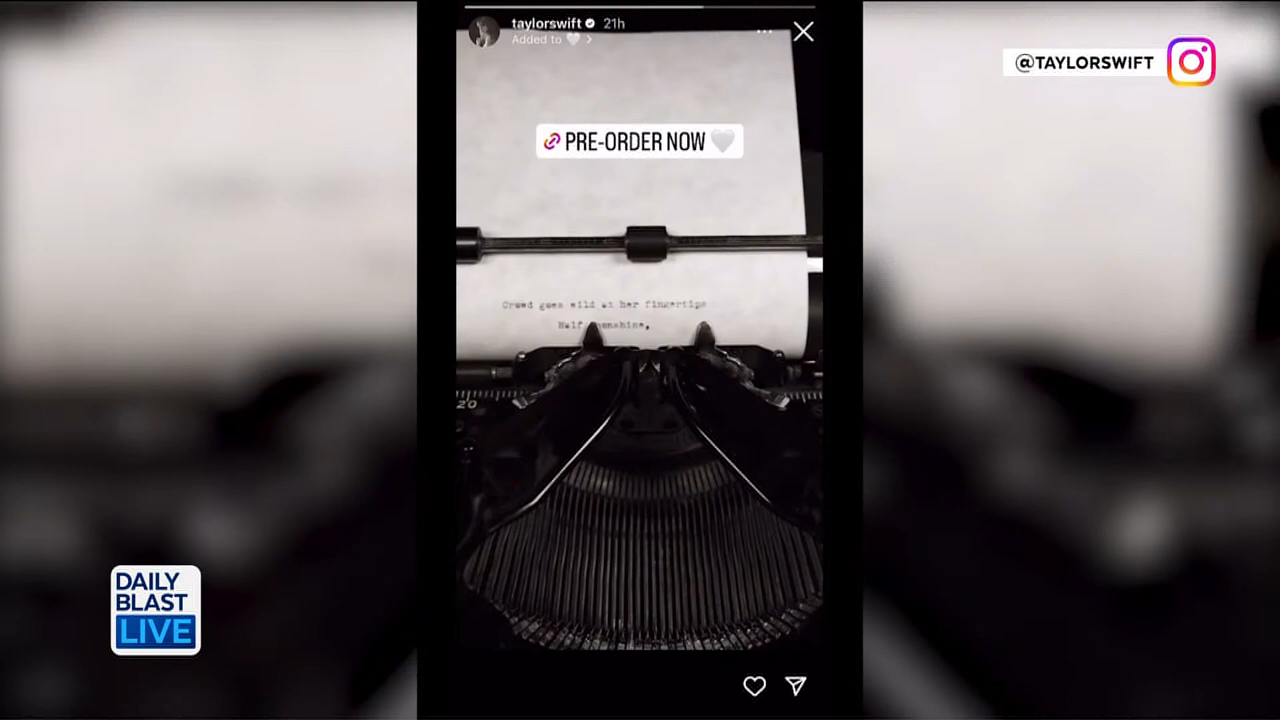 taylorswift 21h
Added to 🤍 >
@TAYLORSWIFT
PRE-ORDER NOW 🤍
Crowd goes wild at her fingertips
Half moonshine,
20
DAILY
BLAST
LIVE